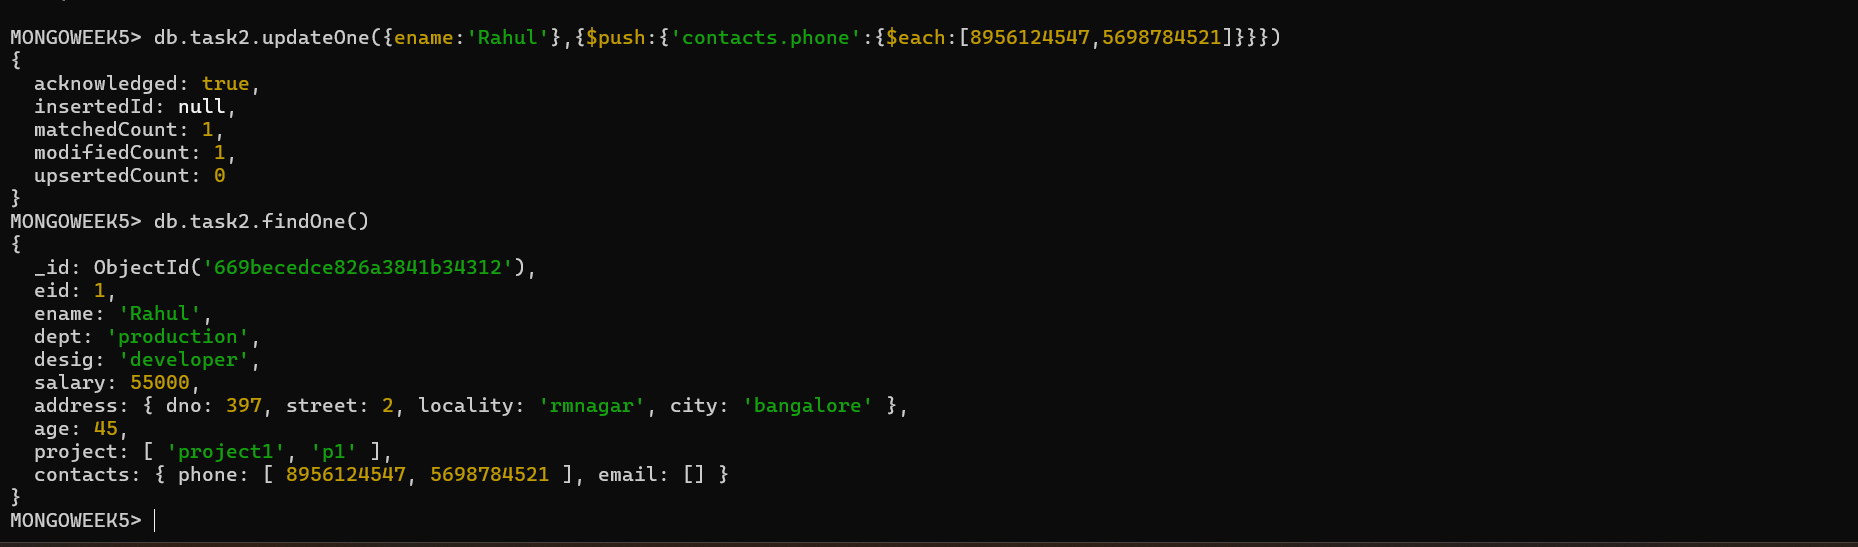 MONGOWEEK5> db.task2.updateOne({ename:'Rahul'},{$push:{'contacts.phone':{$each:[8956124547,5698784521]}}})
{
  acknowledged: true,
  insertedId: null,
  matchedCount: 1,
  modifiedCount: 1,
  upsertedCount: 0
}
MONGOWEEK5> db.task2.findOne()
{
  _id: ObjectId('669becedce826a3841b34312'),
  eid: 1,
  ename: 'Rahul',
  dept: 'production',
  desig: 'developer',
  salary: 55000,
  address: { dno: 397, street: 2, locality: 'rmnagar', city: 'bangalore' },
  age: 45,
  project: [ 'project1', 'p1' ],
  contacts: { phone: [ 8956124547, 5698784521 ], email: [] }
}
MONGOWEEK5>